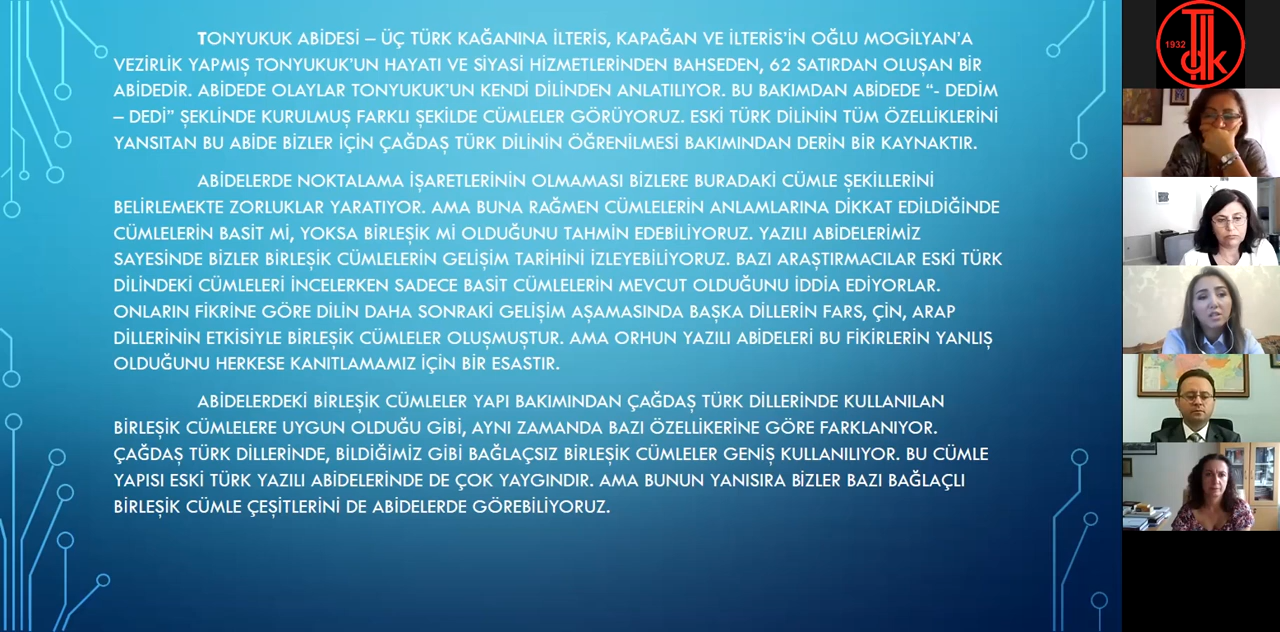 TONYUKUK ABİDESİ – ÜÇ TÜRK KAĞANINA İLTERİS, KAPAĞAN VE İLTERİS'İN OĞLU MOGİLYAN'A
VEZİRLİK YAPMIŞ TONYUKUK'UN HAYATI VE SİYASİ HİZMETLERİNDEN BAHSEDEN, 62 SATIRDAN OLUŞAN BİR
ABİDEDİR. ABİDEDE OLAYLAR TONYUKUK'UN KENDİ DİLİNDEN ANLATILIYOR. BU BAKIMDAN ABİDEDE “- DEDİM
– DEDİ” ŞEKLİNDE KURULMUŞ FARKLI ŞEKİLDE CÜMLELER GÖRÜYORUZ. ESKİ TÜRK DİLİNİN TÜM ÖZELLİKLERİNİ
YANSITAN BU ABİDE BİZLER İÇİN ÇAĞDAŞ TÜRK DİLİNİN ÖĞRENİLMESİ BAKIMINDAN DERİN BİR KAYNAKTIR.
ABİDELERDE NOKTALAMA İŞARETLERİNİN OLMAMASI BİZLERE BURADAKİ CÜMLE ŞEKİLLERİNİ
BELİRLEMEKTE ZORLUKLAR YARATIYOR. AMA BUNA RAĞMEN CÜMLELERİN ANLAMLARINA DİKKAT EDİLDİĞİNDE
CÜMLELERİN BASİT Mİ, YOKSA BİRLEŞİK Mİ OLDUĞUNU TAHMİN EDEBİLİYORUZ. YAZILI ABİDELERİMİZ
SAYESİNDE BİZLER BİRLEŞİK CÜMLELERİN GELİŞİM TARİHİNİ İZLEYEBİLİYORUZ. BAZI ARAŞTIRMACILAR ESKİ TÜRK
DİLİNDEKİ CÜMLELERİ İNCELERKEN SADECE BASİT CÜMLELERİN MEVCUT OLDUĞUNU İDDİA EDİYORLAR.
ONLARIN FİKRİNE GÖRE DİLİN DAHA SONRAKİ GELİŞİM AŞAMASINDA BAŞKA DİLLERİN FARS, ÇİN, ARAP
DİLLERİNİN ETKİSİYLE BİRLEŞİK CÜMLELER OLUŞMUŞTUR. AMA ORHUN YAZILI ABİDELERİ BU FİKİRLERİN YANLIŞ
OLDUĞUNU HERKESE KANITLAMAMIZ İÇİN BİR ESASTIR.
ABİDELERDEKİ BİRLEŞİK CÜMLELER YAPI BAKIMINDAN ÇAĞDAŞ TÜRK DİLLERİNDE KULLANILAN
BİRLEŞİK CÜMLELERE UYGUN OLDUĞU GİBİ, AYNI ZAMANDA BAZI ÖZELLİKERİNE GÖRE FARKLANIYOR.
ÇAĞDAŞ TÜRK DİLLERİNDE, BİLDİĞİMİZ GİBİ BAĞLAÇSIZ BİRLEŞİK CÜMLELER GENİŞ KULLANILIYOR. BU CÜMLE
YAPISI ESKİ TÜRK YAZILI ABİDELERİNDE DE ÇOK YAYGINDIR. AMA BUNUN YANISIRA BİZLER BAZI BAĞLAÇLI
BİRLEŞİK CÜMLE ÇEŞİTLERİNİ DE ABİDELERDE GÖREBİLİYORUZ.
1932
TDK